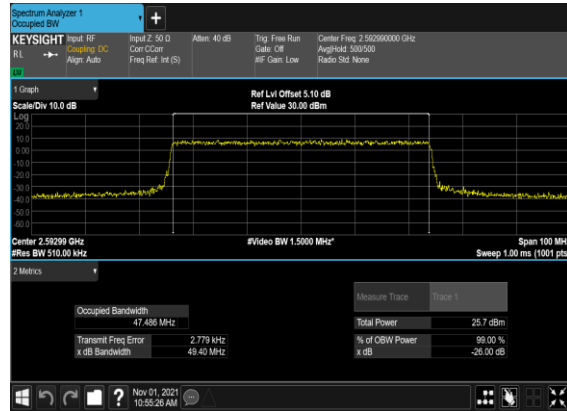 Spectrum Analyzer 1
Occupied BW
+
KEYSIGHT Input: RF Input Z: 50 Ω Atten: 40 dB Trig: Free Run Center Freq: 2.592990000 GHz
RL Coupling: DC Corr CCorr Gate: Off Avg|Hold: 500/500
Align: Auto Freq Ref: Int (S) #IF Gain: Low Radio Std: None
1 Graph
Ref Lvl Offset 5.10 dB
Scale/Div 10.0 dB Ref Value 30.00 dBm
Log
20.0
10.0
0.00
-10.0
-20.0
-30.0
-40.0
-50.0
-60.0
Center 2.59299 GHz #Video BW 1.5000 MHz* Span 100 MH
#Res BW 510.00 kHz Sweep 1.00 ms (1001 pts
2 Metrics
Measure Trace Trace 1
Occupied Bandwidth
47.486 MHz Total Power 25.7 dBm
Transmit Freq Error 2.779 kHz % of OBW Power 99.00 %
x dB Bandwidth 49.40 MHz x dB -26.00 dB
? Nov 01, 2021
10:55:26 AM